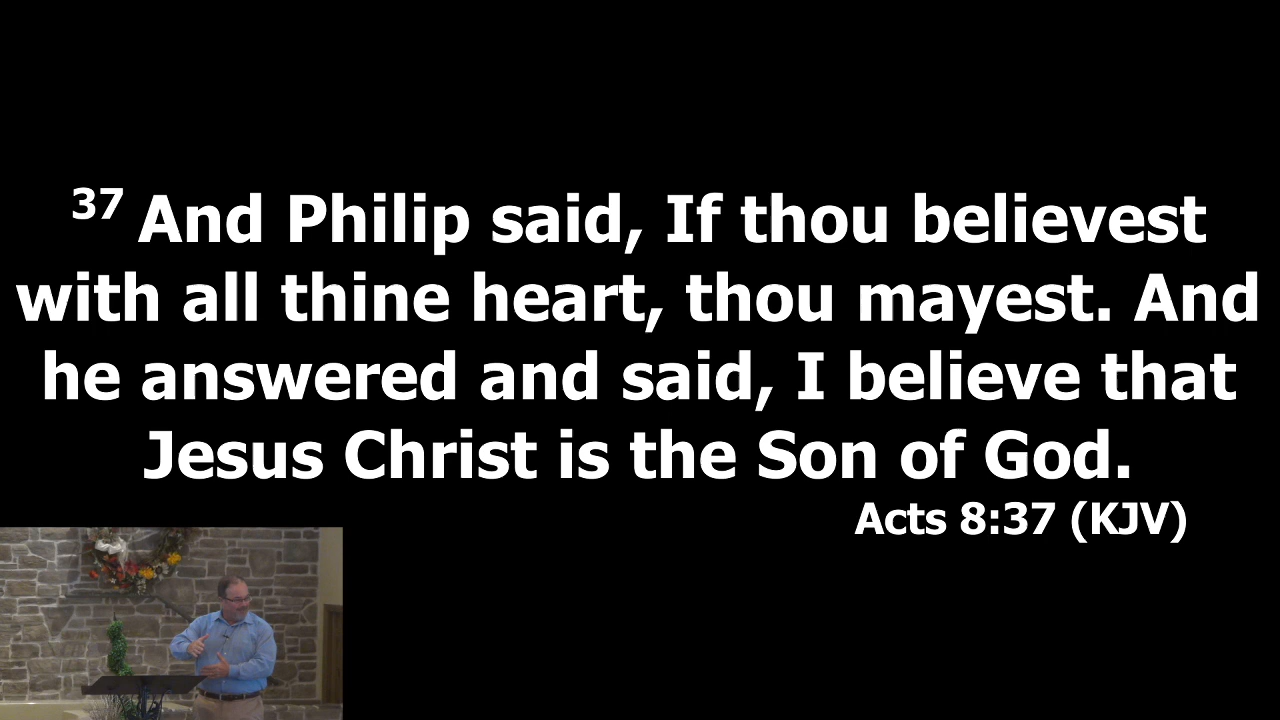 37 And Philip said, If thou believest
with all thine heart, thou mayest. And
he answered and said, I believe that
Jesus Christ is the Son of God.
Acts 8:37 (KJV)